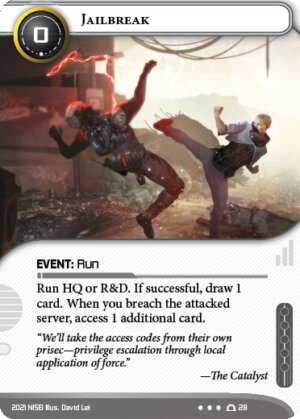 JAILBREAK
0
EVENT: Run
Run HQ or R&D. If successful, draw 1
card. When you breach the attacked
server, access 1 additional card.
“We’ll take the access codes from their own
prisec—privilege escalation through local
application of force.”
—The Catalyst
2021 NISEI Illus. David Lei
28